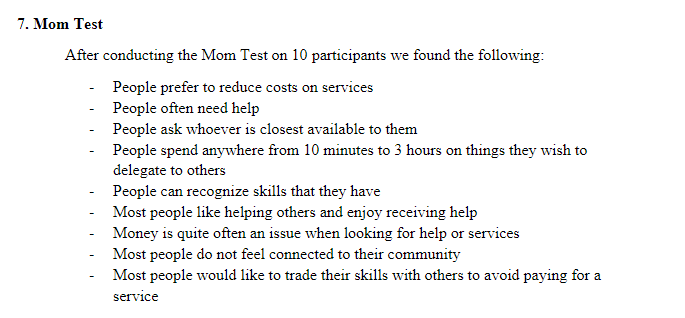 7. Mom Test
After conducting the Mom Test on 10 participants we found the following:
- People prefer to reduce costs on services
- People often need help
- People ask whoever is closest available to them
- People spend anywhere from 10 minutes to 3 hours on things they wish to
delegate to others
- People can recognize skills that they have
- Most people like helping others and enjoy receiving help
- Money is quite often an issue when looking for help or services
- Most people do not feel connected to their community
- Most people would like to trade their skills with others to avoid paying for a
service